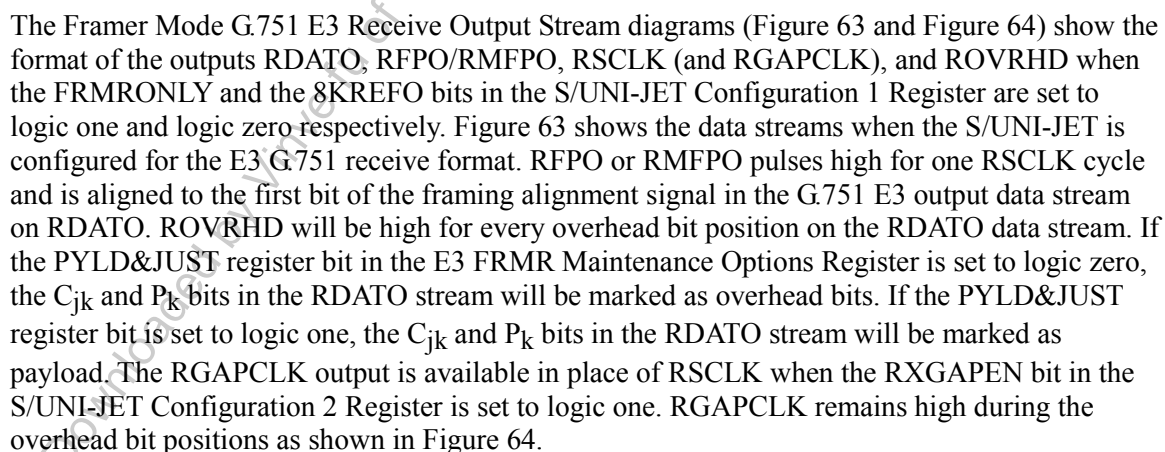 The Framer Mode G.751 E3 Receive Output Stream diagrams (Figure 63 and Figure 64) show the
format of the outputs RDATO, RFPO/RMFPO, RSCLK (and RGAPCLK), and ROVRHD when
the FRMRONLY and the 8KREFO bits in the S/UNI-JET Configuration 1 Register are set to
logic one and logic zero respectively. Figure 63 shows the data streams when the S/UNI-JET is
configured for the E3 G.751 receive format. RFPO or RMFPO pulses high for one RSCLK cycle
and is aligned to the first bit of the framing alignment signal in the G.751 E3 output data stream
on RDATO. ROVRHD will be high for every overhead bit position on the RDATO data stream. If
the PYLD&JUST register bit in the E3 FRMR Maintenance Options Register is set to logic zero,
the Cjk and Pk bits in the RDATO stream will be marked as overhead bits. If the PYLD&JUST
register bit is set to logic one, the Cjk and Pk bits in the RDATO stream will be marked as
payload. The RGAPCLK output is available in place of RSCLK when the RXGAPEN bit in the
S/UNI-JET Configuration 2 Register is set to logic one. RGAPCLK remains high during the
overhead bit positions as shown in Figure 64.
ownloaded by Vinve fu of